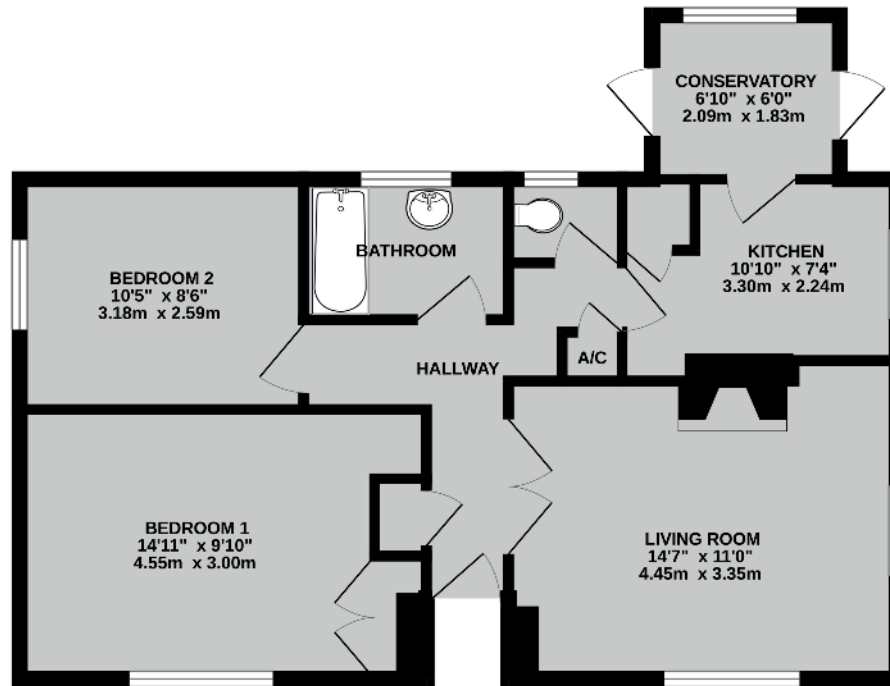 CONSERVATORY
6'10" x 6'0"
2.09m x 1.83m
BEDROOM 2
10'5" x 8'6"
3.18m x 2.59m
BATHROOM
KITCHEN
10'10" x 7'4"
3.30m x 2.24m
HALLWAY
A/C
BEDROOM 1
14'11" x 9'10"
4.55m x 3.00m
LIVING ROOM
14'7" x 11'0"
4.45m x 3.35m